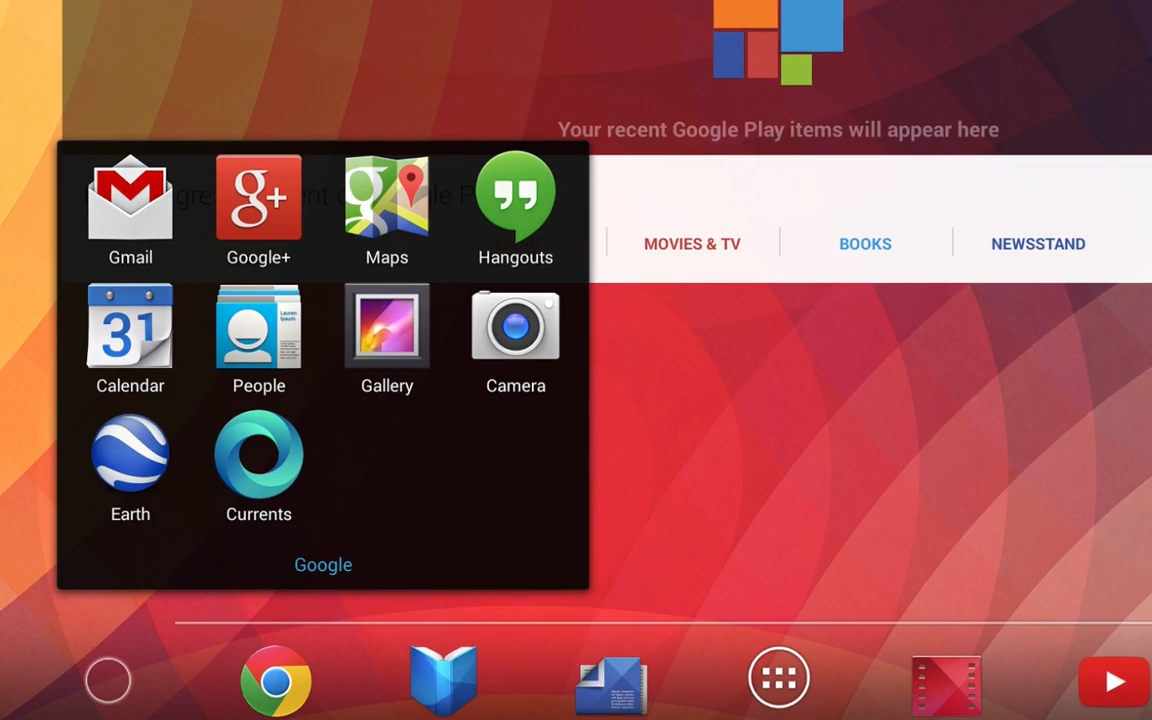 Your recent Google Play items will appear here
MOVIES & TV
BOOKS
NEWSSTAND
Gmail
Google+
Maps
Hangouts
31
Calendar
People
Gallery
Camera
Earth
Currents
Google